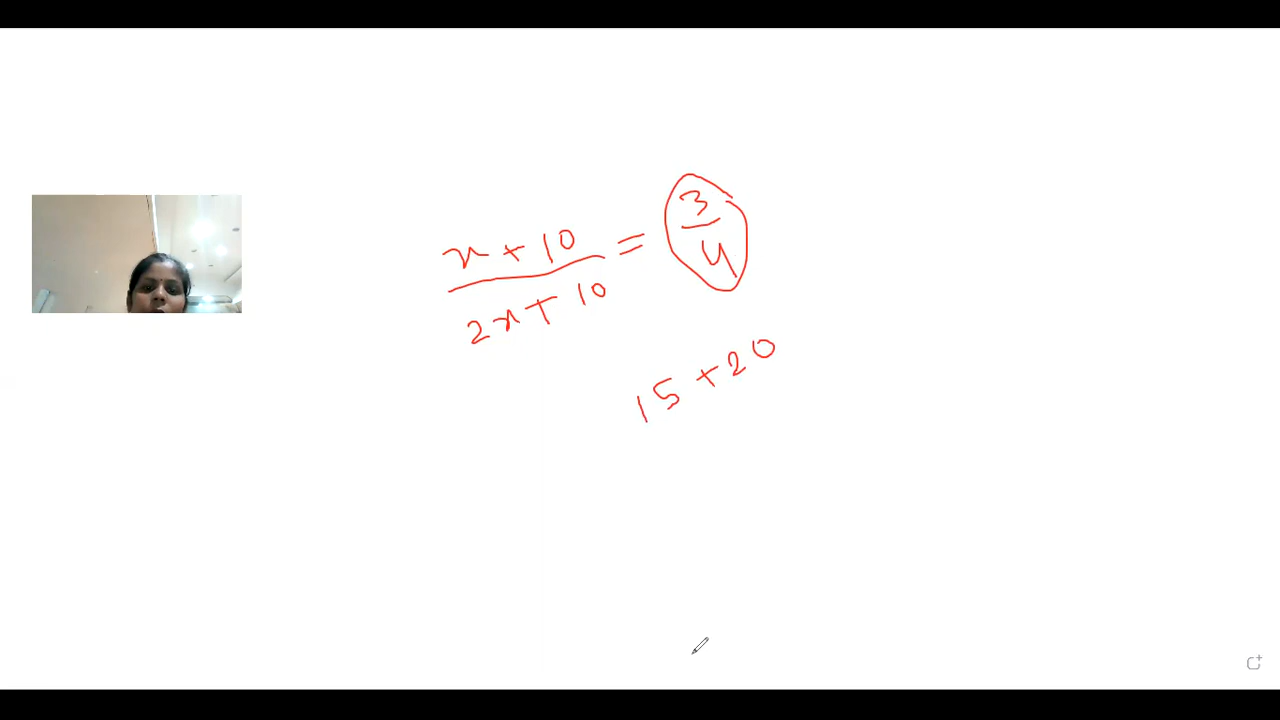 x + 10 / 2x + 10 = 3/4
15 + 20